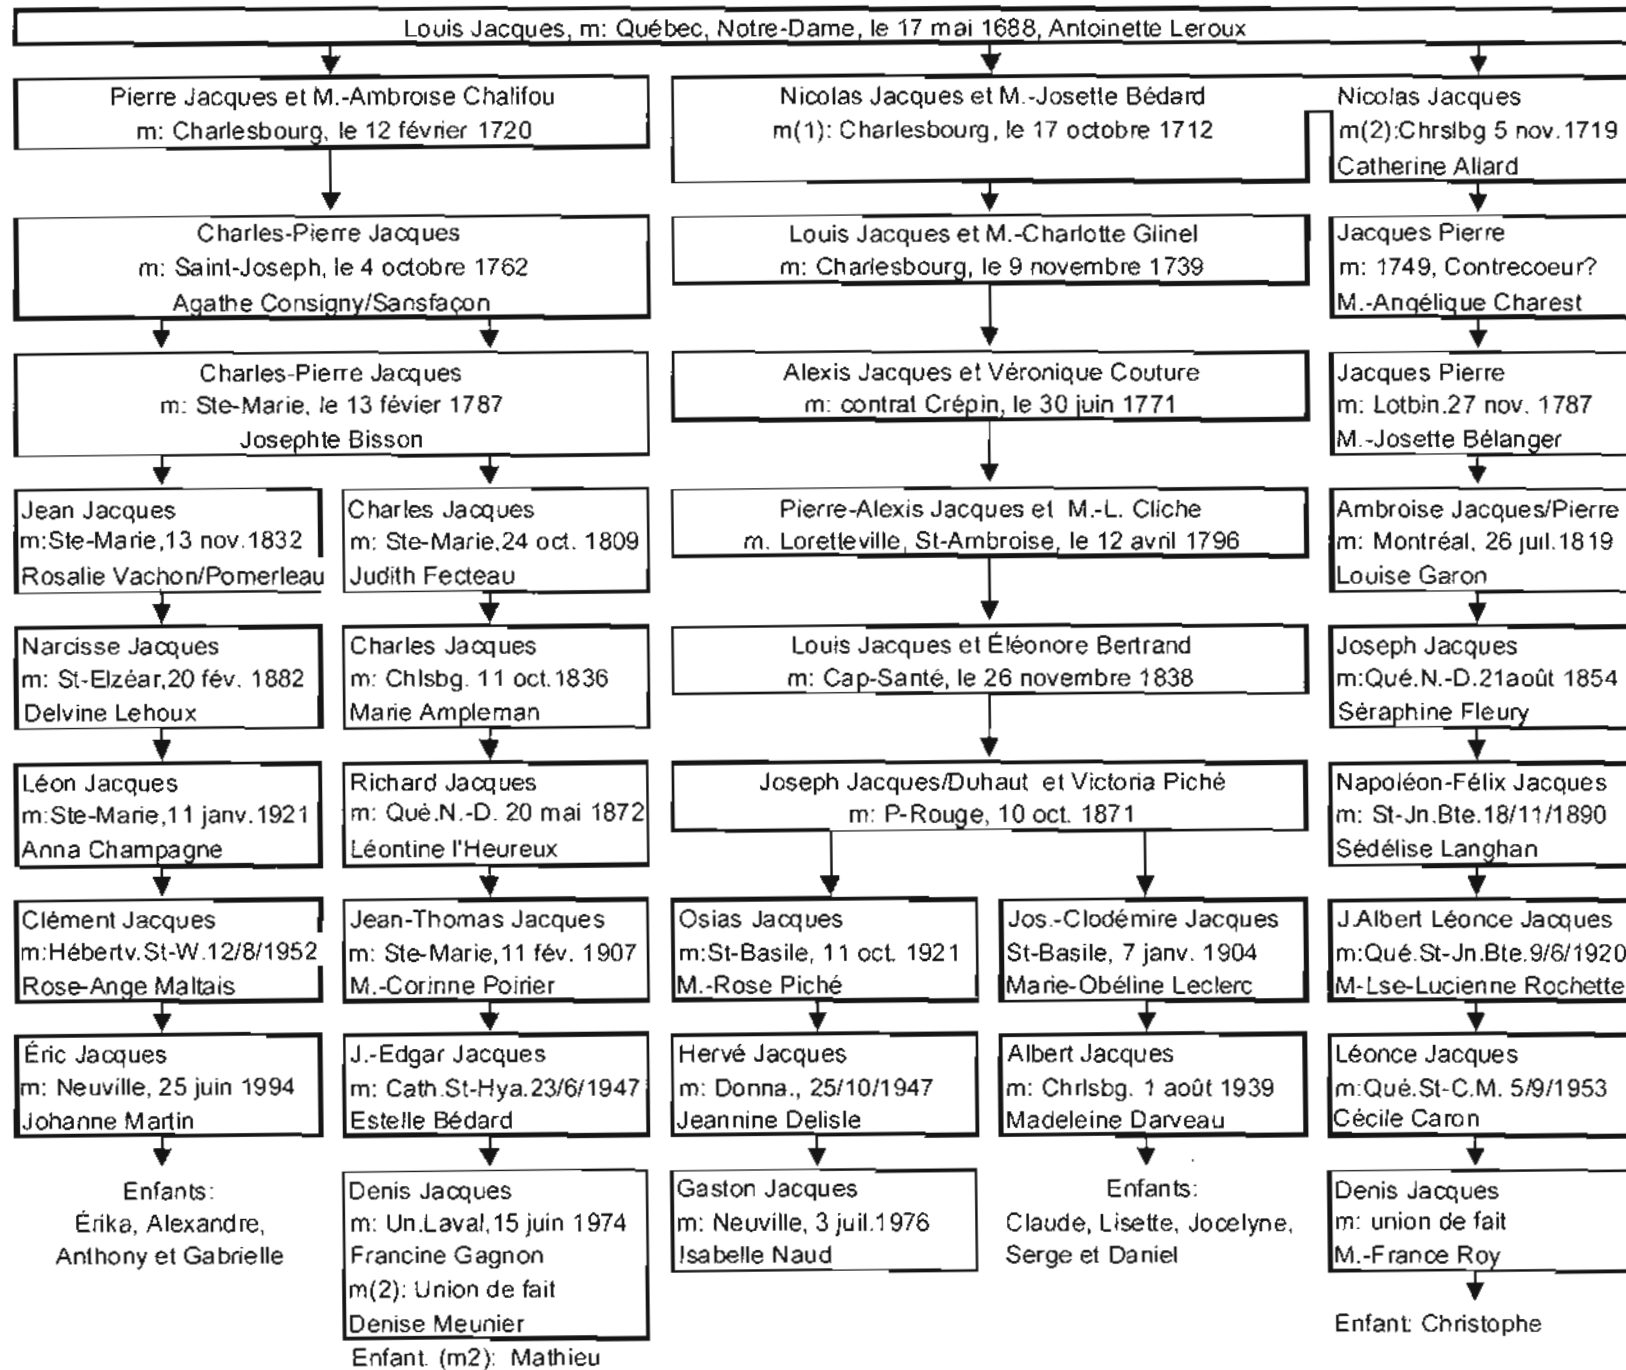 Louis Jacques, m: Québec, Notre-Dame, le 17 mai 1688, Antoinette Leroux
Pierre Jacques et M.-Ambroise Chalifou
m: Charlesbourg, le 12 février 1720
Nicolas Jacques et M.-Josette Bédard
m(1): Charlesbourg, le 17 octobre 1712
Nicolas Jacques
m(2):Chrslbg 5 nov.1719
Catherine Allard
Charles-Pierre Jacques
m: Saint-Joseph, le 4 octobre 1762
Agathe Consigny/Sansfaçon
Louis Jacques et M.-Charlotte Glinel
m: Charlesbourg, le 9 novembre 1739
Jacques Pierre
m: 1749, Contrecoeur?
M.-Angélique Charest
Charles-Pierre Jacques
m: Ste-Marie, le 13 févier 1787
Josephte Bisson
Alexis Jacques et Véronique Couture
m: contrat Crépin, le 30 juin 1771
Jacques Pierre
m: Lotbin.27 nov. 1787
M.-Josette Bélanger
Jean Jacques
m:Ste-Marie,13 nov.1832
Rosalie Vachon/Pomerleau
Charles Jacques
m: Ste-Marie,24 oct. 1809
Judith Fecteau
Pierre-Alexis Jacques et M.-L. Cliche
m. Loretteville, St-Ambroise, le 12 avril 1796
Ambroise Jacques/Pierre
m: Montréal, 26 juil.1819
Louise Garon
Narcisse Jacques
m: St-Elzéar,20 fév. 1882
Delvine Lehoux
Charles Jacques
m: Chlsbg. 11 oct.1836
Marie Ampleman
Louis Jacques et Éléonore Bertrand
m: Cap-Santé, le 26 novembre 1838
Joseph Jacques
m:Qué.N.-D.21août 1854
Séraphine Fleury
Léon Jacques
m:Ste-Marie,11 janv.1921
Anna Champagne
Richard Jacques
m: Qué.N.-D. 20 mai 1872
Léontine l'Heureux
Joseph Jacques/Duhaut et Victoria Piché
m: P-Rouge, 10 oct. 1871
Napoléon-Félix Jacques
m: St-Jn.Bte.18/11/1890
Sédélise Langhan
Clément Jacques
m:Hébertv.St-W.12/8/1952
Rose-Ange Maltais
Jean-Thomas Jacques
m: Ste-Marie,11 fév. 1907
M.-Corinne Poirier
Osias Jacques
m:St-Basile, 11 oct. 1921
M.-Rose Piché
Jos.-Clodémire Jacques
St-Basile, 7 janv. 1904
Marie-Obéline Leclerc
J.Albert Léonce Jacques
m:Qué.St-Jn.Bte.9/6/1920
M-Lse-Lucienne Rochette
Éric Jacques
m: Neuville, 25 juin 1994
Johanne Martin
J.-Edgar Jacques
m: Cath.St-Hya.23/6/1947
Estelle Bédard
Hervé Jacques
m: Donna., 25/10/1947
Jeannine Delisle
Albert Jacques
m: Chrlsbg. 1 août 1939
Madeleine Darveau
Léonce Jacques
m:Qué.St-C.M. 5/9/1953
Cécile Caron
Enfants:
Érika, Alexandre,
Anthony et Gabrielle
Denis Jacques
m: Un.Laval,15 juin 1974
Francine Gagnon
m(2): Union de fait
Denise Meunier
Enfant. (m2): Mathieu
Gaston Jacques
m: Neuville, 3 juil.1976
Isabelle Naud
Enfants:
Claude, Lisette, Jocelyne,
Serge et Daniel
Denis Jacques
m: union de fait
M.-France Roy
Enfant: Christophe